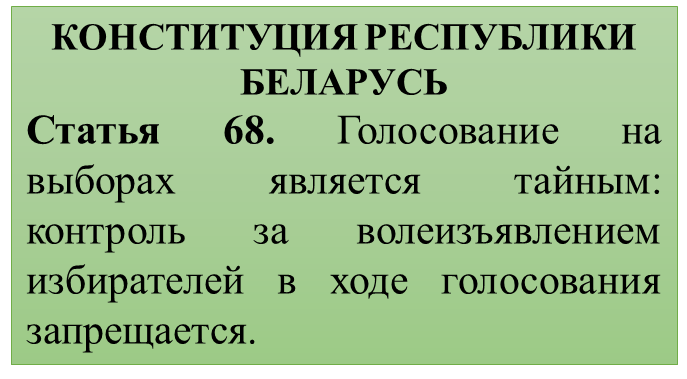 КОНСТИТУЦИЯ РЕСПУБЛИКИ
БЕЛАРУСЬ
Статья 68. Голосование на
выборах является тайным:
контроль за волеизъявлением
избирателей в ходе голосования
запрещается.